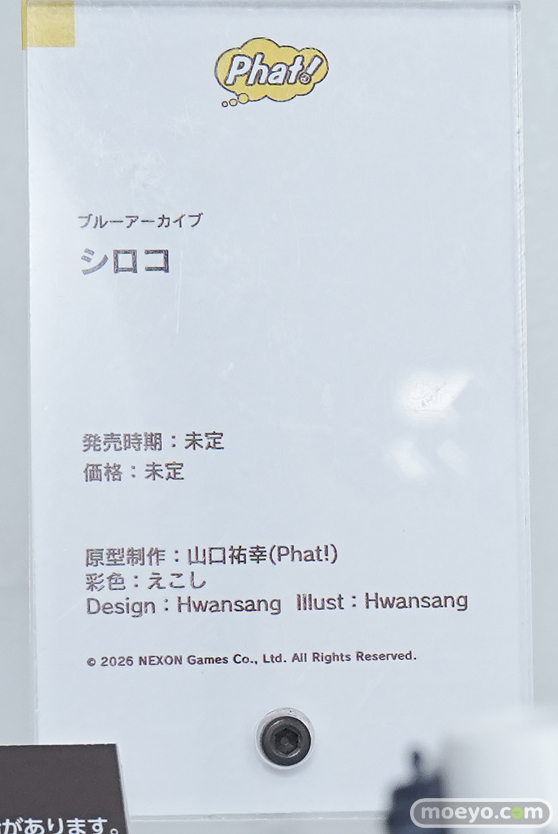 Phat!
ブルーアーカイブ
シロコ
発売時期：未定
価格：未定
原型制作：山口祐幸(Phat!)
彩色：えこし
Design：Hwansang Illust：Hwansang
© 2026 NEXON Games Co., Ltd. All Rights Reserved.
があります。
moeyo.com